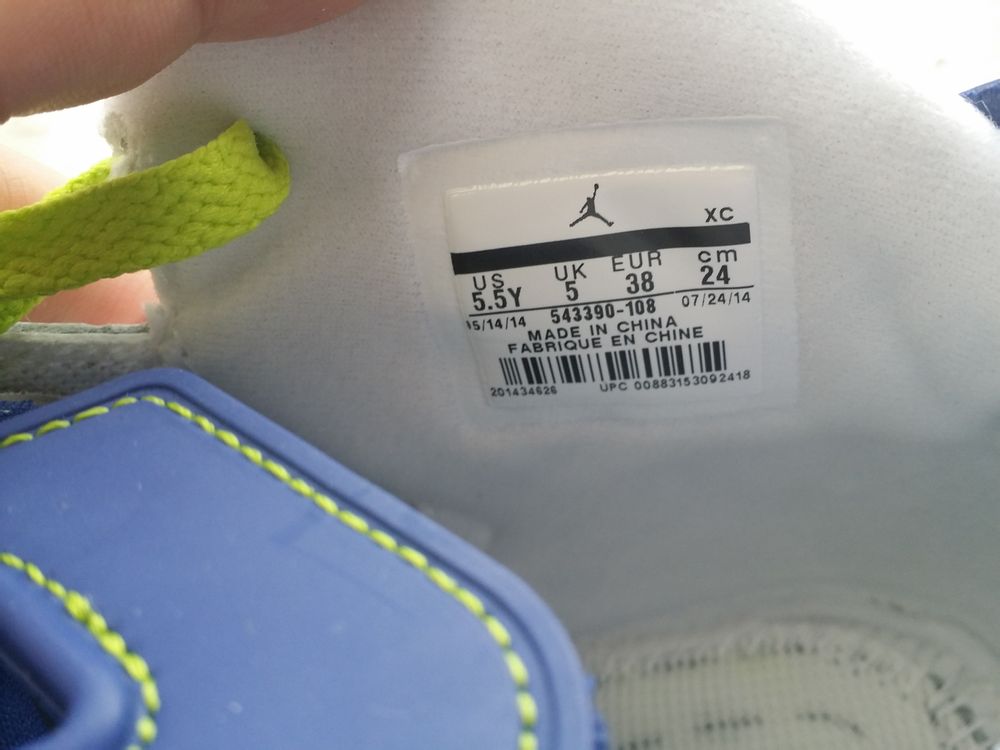 XC
US UK EUR cm
5.5Y 5 38 24
05/14/14 543390-108 07/24/14
MADE IN CHINA
FABRIQUE EN CHINE
201434626 UPC 00883153092418